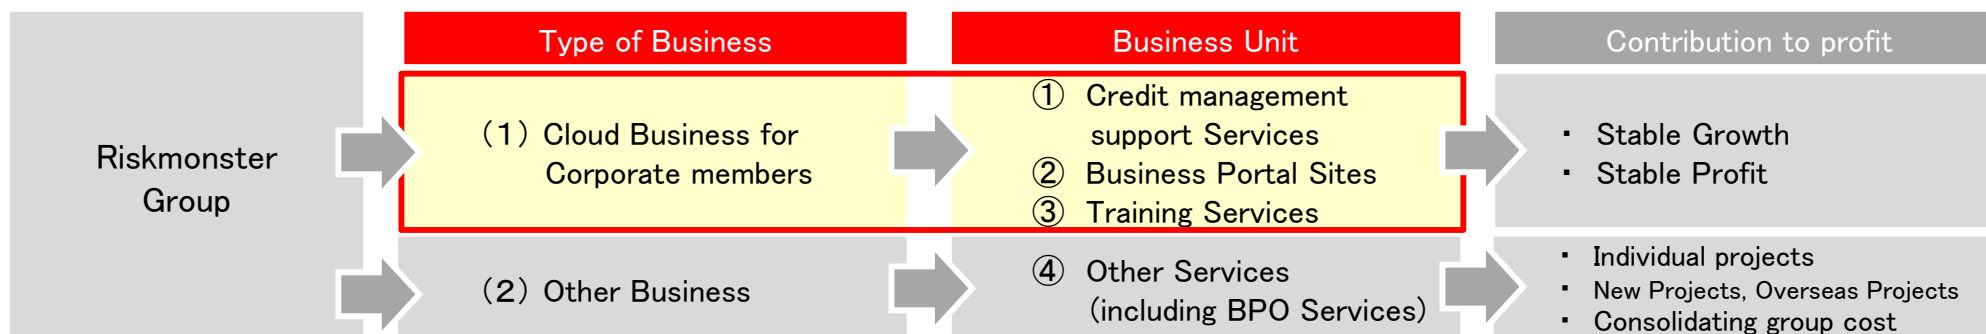 Type of Business
Business Unit
Contribution to profit
Riskmonster
Group
（1）Cloud Business for
Corporate members
① Credit management
support Services
② Business Portal Sites
③ Training Services
・ Stable Growth
・ Stable Profit
（2）Other Business
④ Other Services
(including BPO Services)
・ Individual projects
・ New Projects, Overseas Projects
・ Consolidating group cost